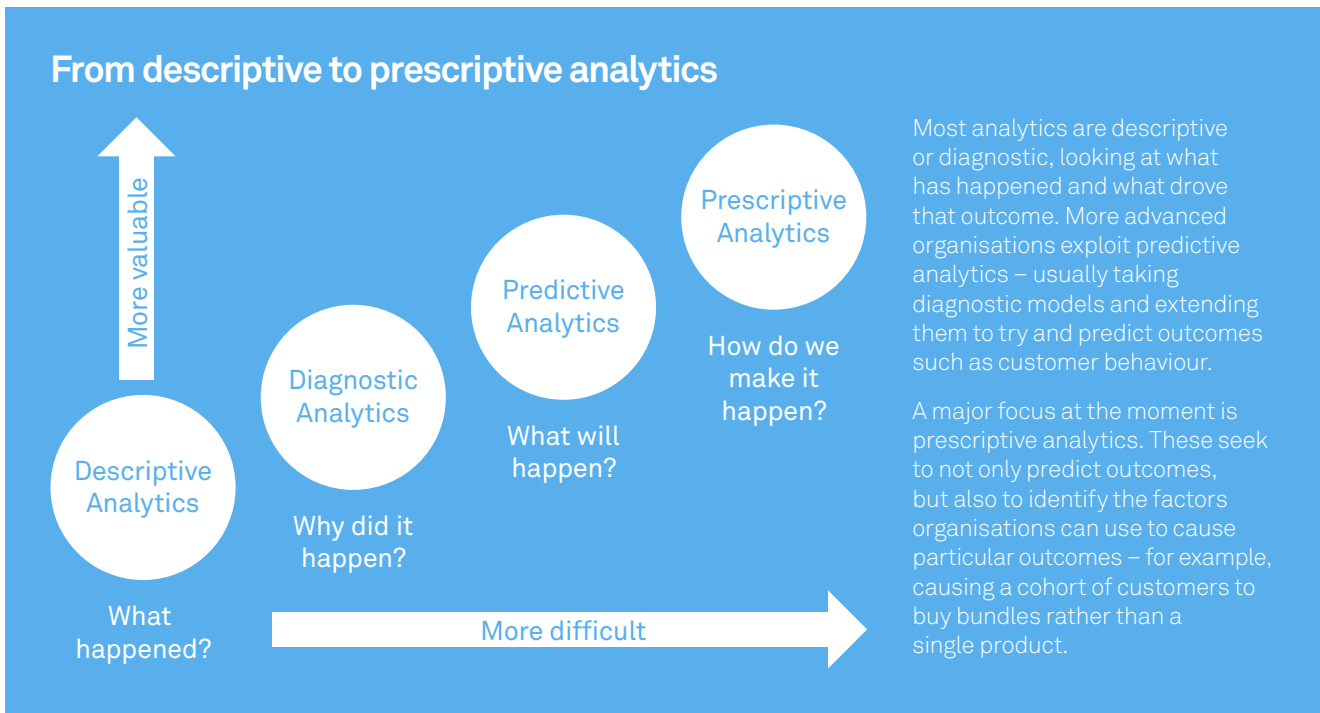 From descriptive to prescriptive analytics
More valuable
Descriptive
Analytics
What
happened?
Diagnostic
Analytics
Why did it
happen?
Predictive
Analytics
What will
happen?
Prescriptive
Analytics
How do we
make it
happen?
More difficult
Most analytics are descriptive
or diagnostic, looking at what
has happened and what drove
that outcome. More advanced
organisations exploit predictive
analytics – usually taking
diagnostic models and extending
them to try and predict outcomes
such as customer behaviour.
A major focus at the moment is
prescriptive analytics. These seek
to not only predict outcomes,
but also to identify the factors
organisations can use to cause
particular outcomes – for example,
causing a cohort of customers to
buy bundles rather than a
single product.